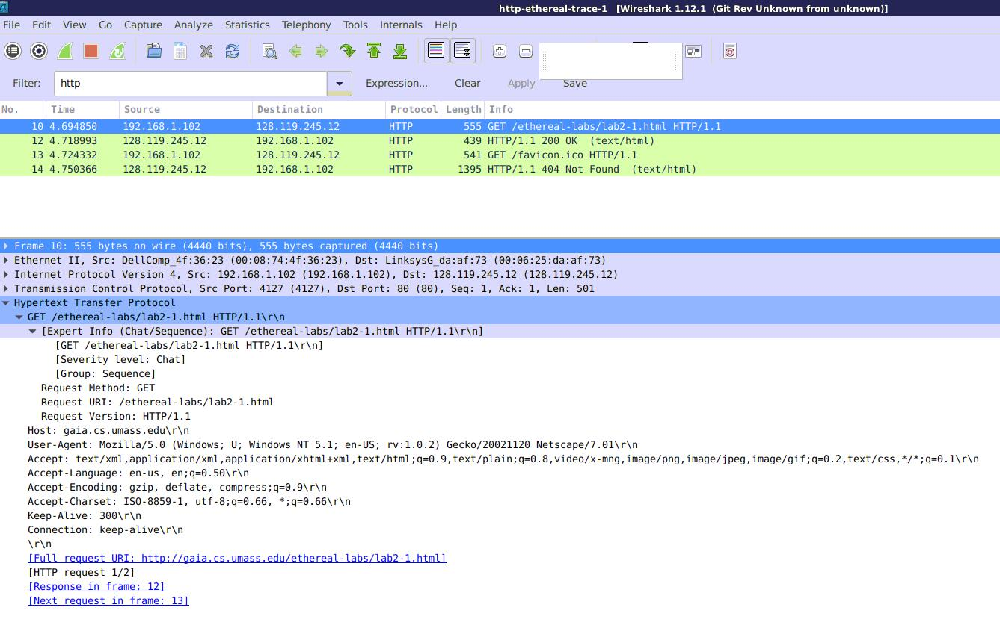 http-ethereal-trace-1 [Wireshark 1.12.1 (Git Rev Unknown from unknown)]
File Edit View Go Capture Analyze Statistics Telephony Tools Internals Help
Filter: http Expression... Clear Apply Save
No. Time Source Destination Protocol Length Info
10 4.694850 192.168.1.102 128.119.245.12 HTTP 555 GET /ethereal-labs/lab2-1.html HTTP/1.1
12 4.718993 128.119.245.12 192.168.1.102 HTTP 439 HTTP/1.1 200 OK (text/html)
13 4.724332 192.168.1.102 128.119.245.12 HTTP 541 GET /favicon.ico HTTP/1.1
14 4.750366 128.119.245.12 192.168.1.102 HTTP 1395 HTTP/1.1 404 Not Found (text/html)
Frame 10: 555 bytes on wire (4440 bits), 555 bytes captured (4440 bits)
Ethernet II, Src: DellComp_4f:36:23 (00:08:74:4f:36:23), Dst: LinksysG_da:af:73 (00:06:25:da:af:73)
Internet Protocol Version 4, Src: 192.168.1.102 (192.168.1.102), Dst: 128.119.245.12 (128.119.245.12)
Transmission Control Protocol, Src Port: 4127 (4127), Dst Port: 80 (80), Seq: 1, Ack: 1, Len: 501
Hypertext Transfer Protocol
GET /ethereal-labs/lab2-1.html HTTP/1.1\r\n
[Expert Info (Chat/Sequence): GET /ethereal-labs/lab2-1.html HTTP/1.1\r\n]
[GET /ethereal-labs/lab2-1.html HTTP/1.1\r\n]
[Severity level: Chat]
[Group: Sequence]
Request Method: GET
Request URI: /ethereal-labs/lab2-1.html
Request Version: HTTP/1.1
Host: gaia.cs.umass.edu\r\n
User-Agent: Mozilla/5.0 (Windows; U; Windows NT 5.1; en-US; rv:1.0.2) Gecko/20021120 Netscape/7.01\r\n
Accept: text/xml,application/xml,application/xhtml+xml,text/html;q=0.9,text/plain;q=0.8,video/x-mng,image/png,image/jpeg,image/gif;q=0.2,text/css,*/*;q=0.1\r\n
Accept-Language: en-us, en;q=0.50\r\n
Accept-Encoding: gzip, deflate, compress;q=0.9\r\n
Accept-Charset: ISO-8859-1, utf-8;q=0.66, *;q=0.66\r\n
Keep-Alive: 300\r\n
Connection: keep-alive\r\n
\r\n
[Full request URI: http://gaia.cs.umass.edu/ethereal-labs/lab2-1.html]
[HTTP request 1/2]
[Response in frame: 12]
[Next request in frame: 13]